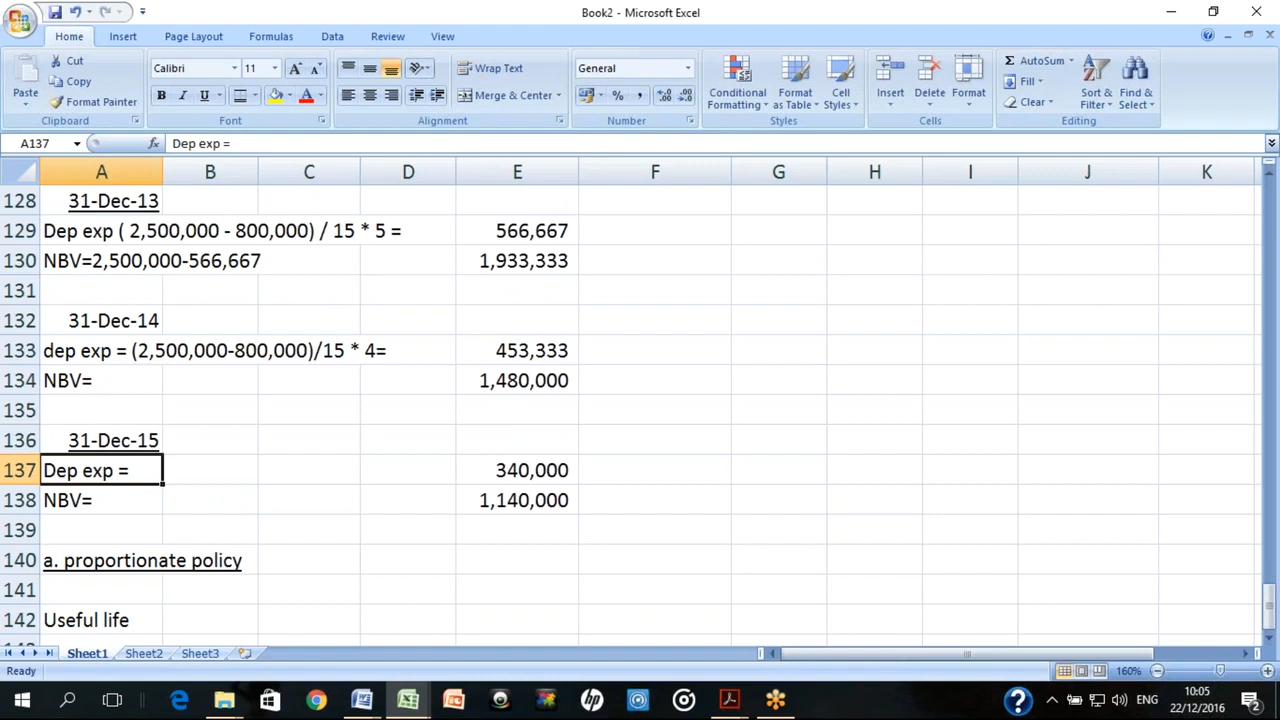 Book2 - Microsoft Excel
Home Insert Page Layout Formulas Data Review View
Paste
Cut
Copy
Format Painter
Clipboard
Calibri 11
B I U
Font
Wrap Text
Merge & Center
Alignment
General
$ % ,
Number
Conditional Formatting
Format as Table
Cell Styles
Styles
Insert Delete Format
Cells
AutoSum
Fill
Clear
Sort & Filter
Find & Select
Editing
A137 fx Dep exp =
A B C D E F G H I J K
128 31-Dec-13
129 Dep exp ( 2,500,000 - 800,000) / 15 * 5 = 566,667
130 NBV=2,500,000-566,667 1,933,333
131
132 31-Dec-14
133 dep exp = (2,500,000-800,000)/15 * 4= 453,333
134 NBV= 1,480,000
135
136 31-Dec-15
137 Dep exp = 340,000
138 NBV= 1,140,000
139
140 a. proportionate policy
141
142 Useful life
Sheet1 Sheet2 Sheet3
Ready 160%
ENG 10:05
22/12/2016